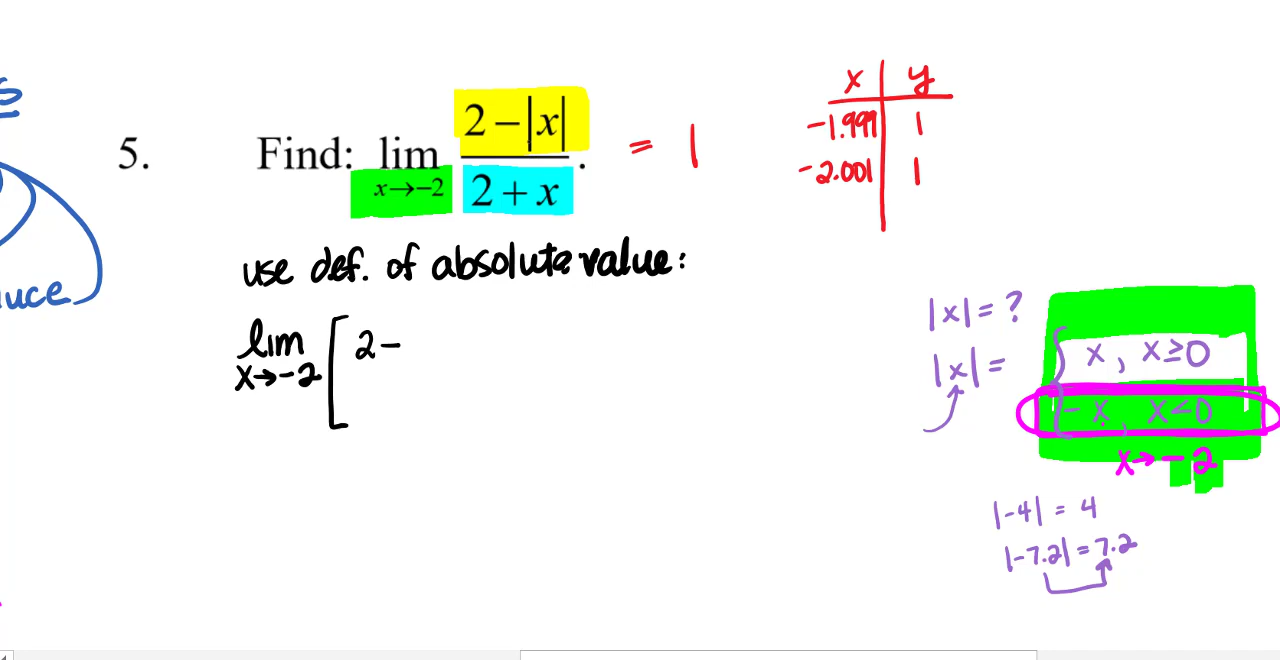 5. Find: lim x→-2 2-|x| / 2+x . = 1
x | y
-1.999 | 1
-2.001 | 1
use def. of absolute value:
lim x→-2 [ 2-
|x| = ?
|x| = { x, x≥0
-x, x<0
x→-2
|-4| = 4
|-7.2| = 7.2